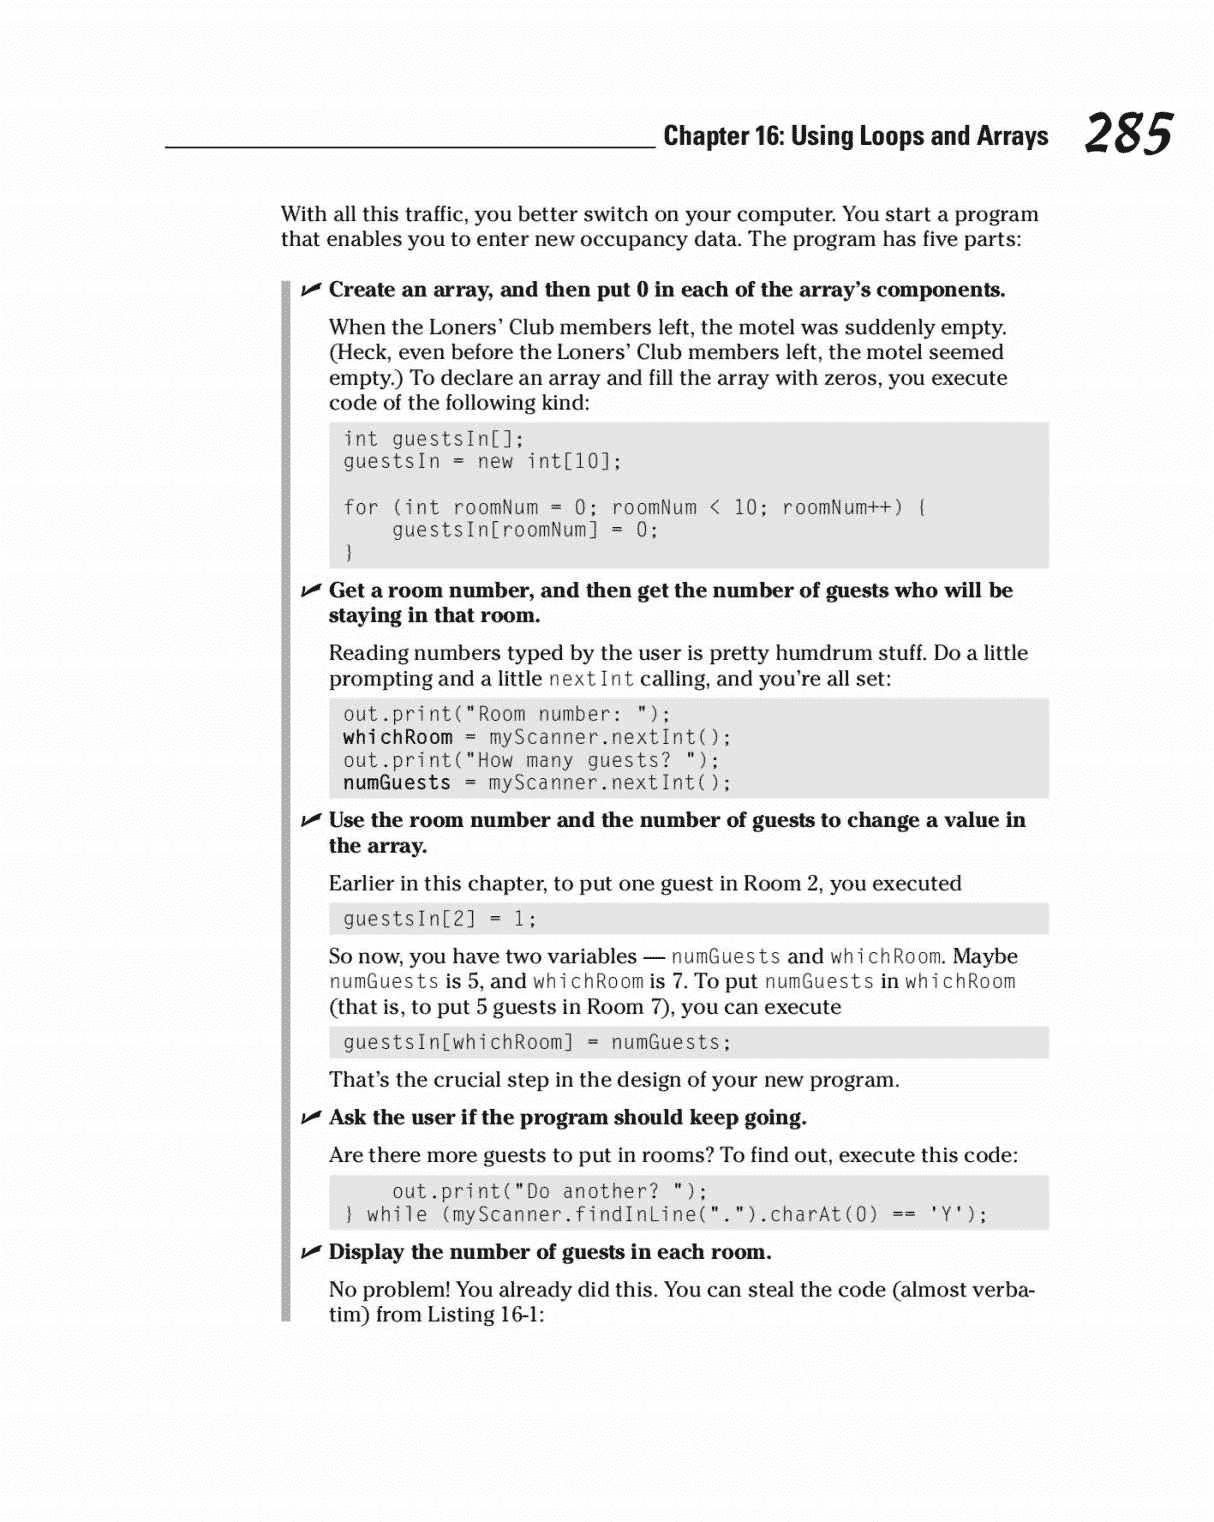 Chapter 16: Using Loops and Arrays 285
With all this traffic, you better switch on your computer. You start a program
that enables you to enter new occupancy data. The program has five parts:
✓ Create an array, and then put 0 in each of the array's components.
When the Loners' Club members left, the motel was suddenly empty.
(Heck, even before the Loners' Club members left, the motel seemed
empty.) To declare an array and fill the array with zeros, you execute
code of the following kind:
int guestsIn[];
guestsIn = new int[10];
for (int roomNum = 0; roomNum < 10; roomNum++) {
    guestsIn[roomNum] = 0;
}
✓ Get a room number, and then get the number of guests who will be
staying in that room.
Reading numbers typed by the user is pretty humdrum stuff. Do a little
prompting and a little nextInt calling, and you're all set:
out.print("Room number: ");
whichRoom = myScanner.nextInt();
out.print("How many guests? ");
numGuests = myScanner.nextInt();
✓ Use the room number and the number of guests to change a value in
the array.
Earlier in this chapter, to put one guest in Room 2, you executed
guestsIn[2] = 1;
So now, you have two variables — numGuests and whichRoom. Maybe
numGuests is 5, and whichRoom is 7. To put numGuests in whichRoom
(that is, to put 5 guests in Room 7), you can execute
guestsIn[whichRoom] = numGuests;
That's the crucial step in the design of your new program.
✓ Ask the user if the program should keep going.
Are there more guests to put in rooms? To find out, execute this code:
    out.print("Do another? ");
} while (myScanner.findInLine(".").charAt(0) == 'Y');
✓ Display the number of guests in each room.
No problem! You already did this. You can steal the code (almost verba-
tim) from Listing 16-1: